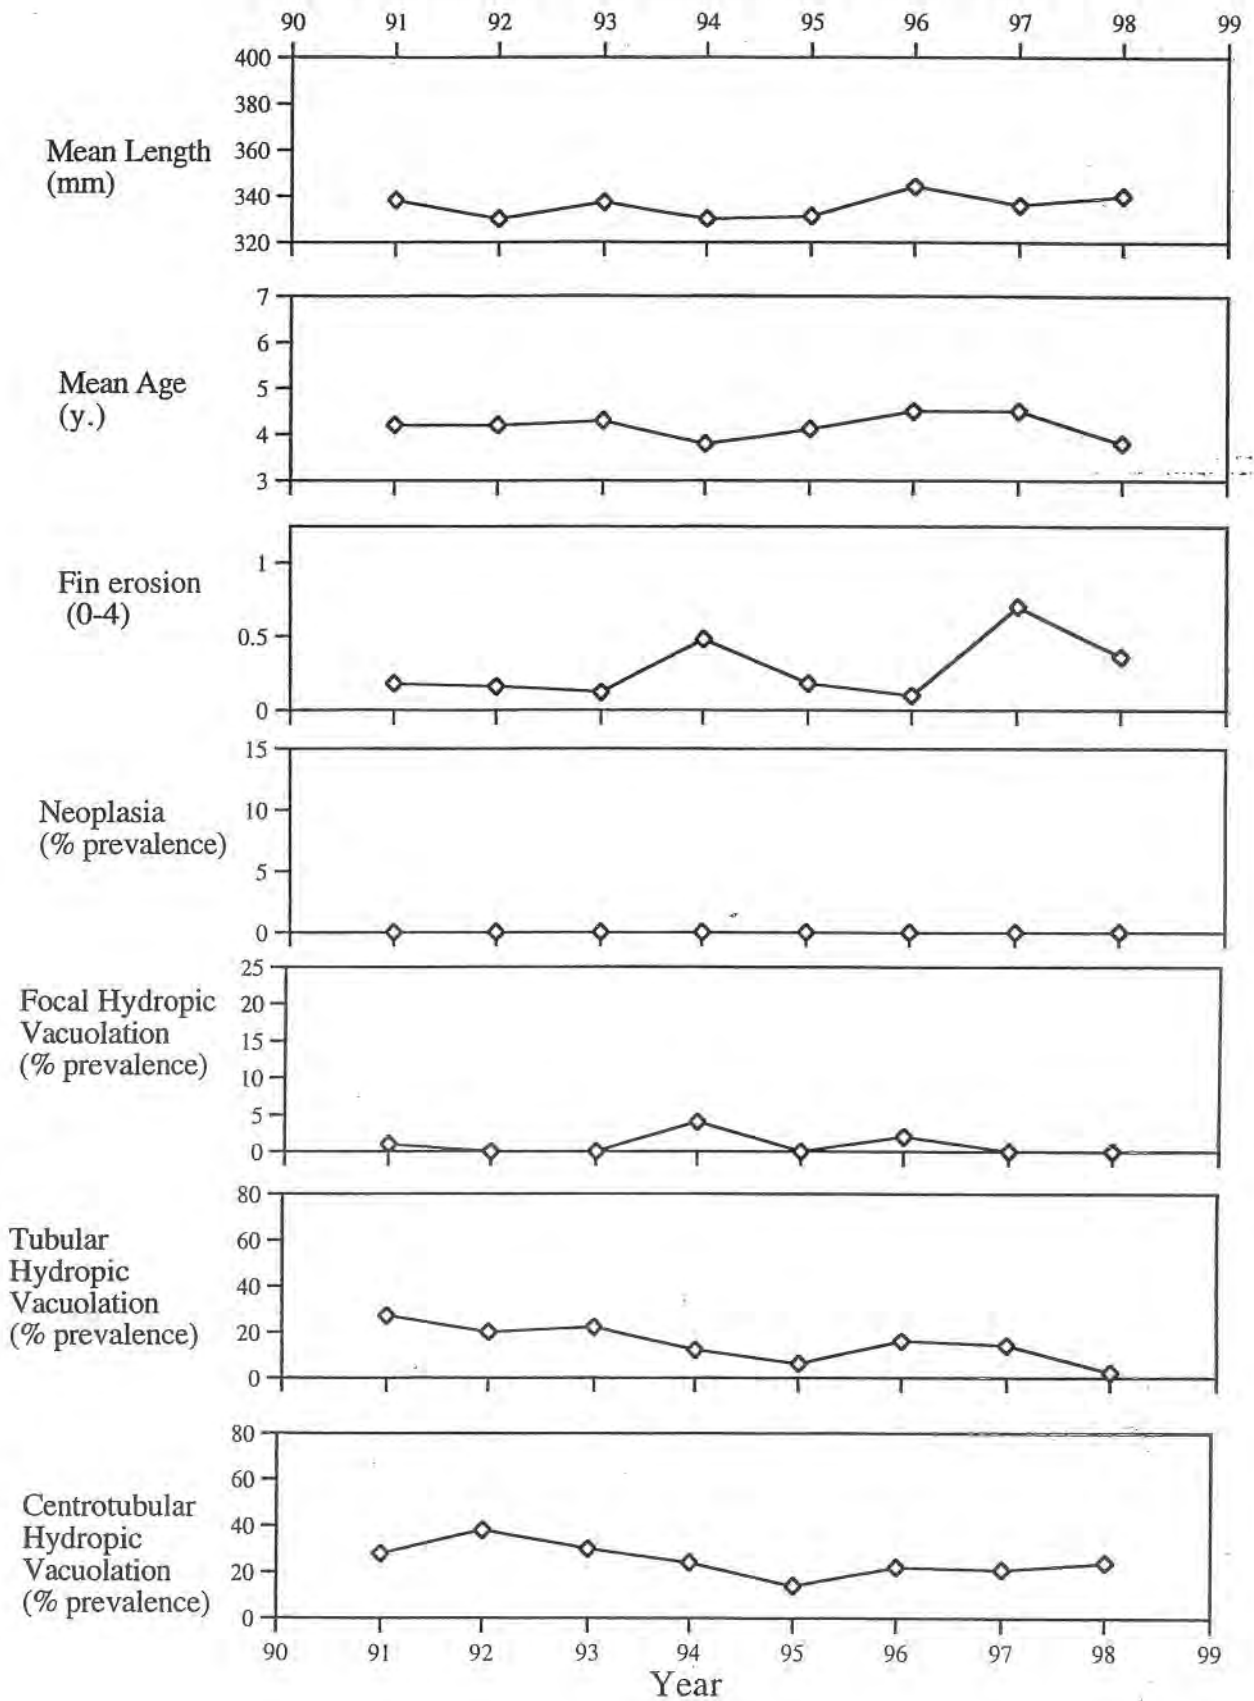 90 91 92 93 94 95 96 97 98 99
400
380
Mean Length
(mm)
360
340
320
7
6
Mean Age
(y.)
5
4
3
Fin erosion
(0-4)
1
0.5
0
15
Neoplasia
(% prevalence)
10
5
0
25
Focal Hydropic
Vacuolation
(% prevalence)
20
15
10
5
0
80
Tubular
Hydropic
Vacuolation
(% prevalence)
60
40
20
0
80
60
Centrotubular
Hydropic
Vacuolation
(% prevalence)
40
20
0
90 91 92 93 94 95 96 97 98 99
Year